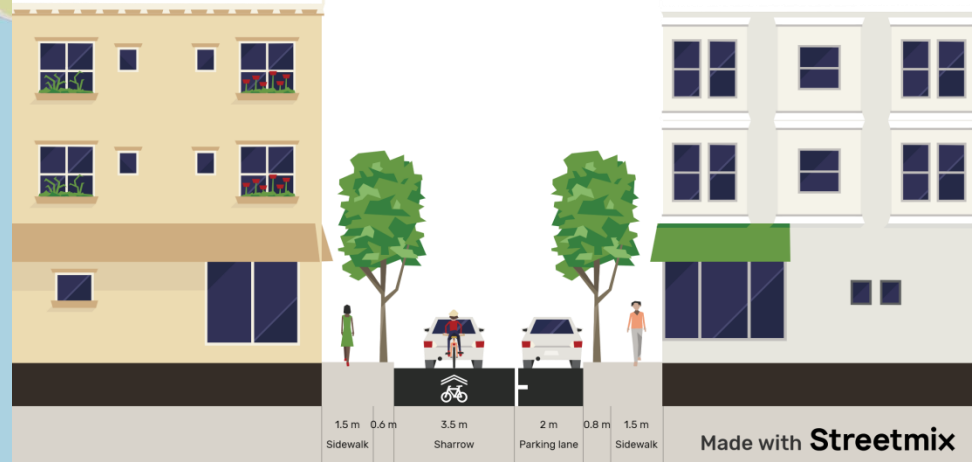 1.5 m 0.6 m 3.5 m 2 m 0.8 m 1.5 m
Sidewalk Sharrow Parking lane Sidewalk
Made with Streetmix